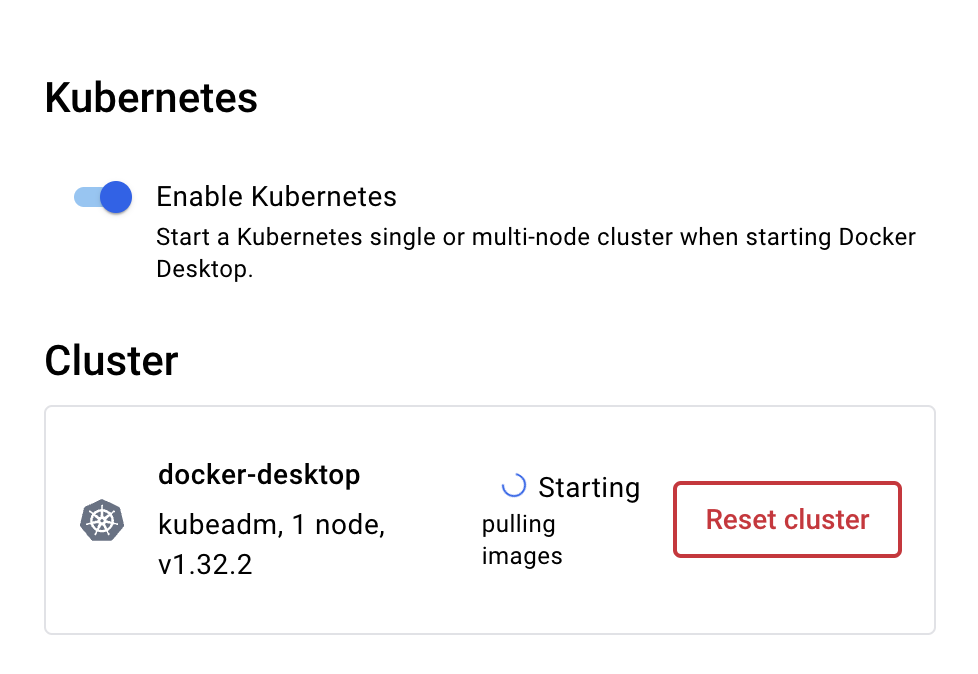 Kubernetes
Enable Kubernetes
Start a Kubernetes single or multi-node cluster when starting Docker
Desktop.
Cluster
docker-desktop
kubeadm, 1 node,
v1.32.2
Starting
pulling
images
Reset cluster